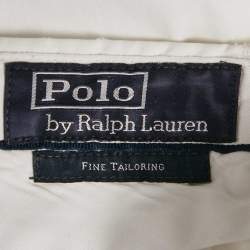 Polo
by Ralph Lauren
FINE TAILORING